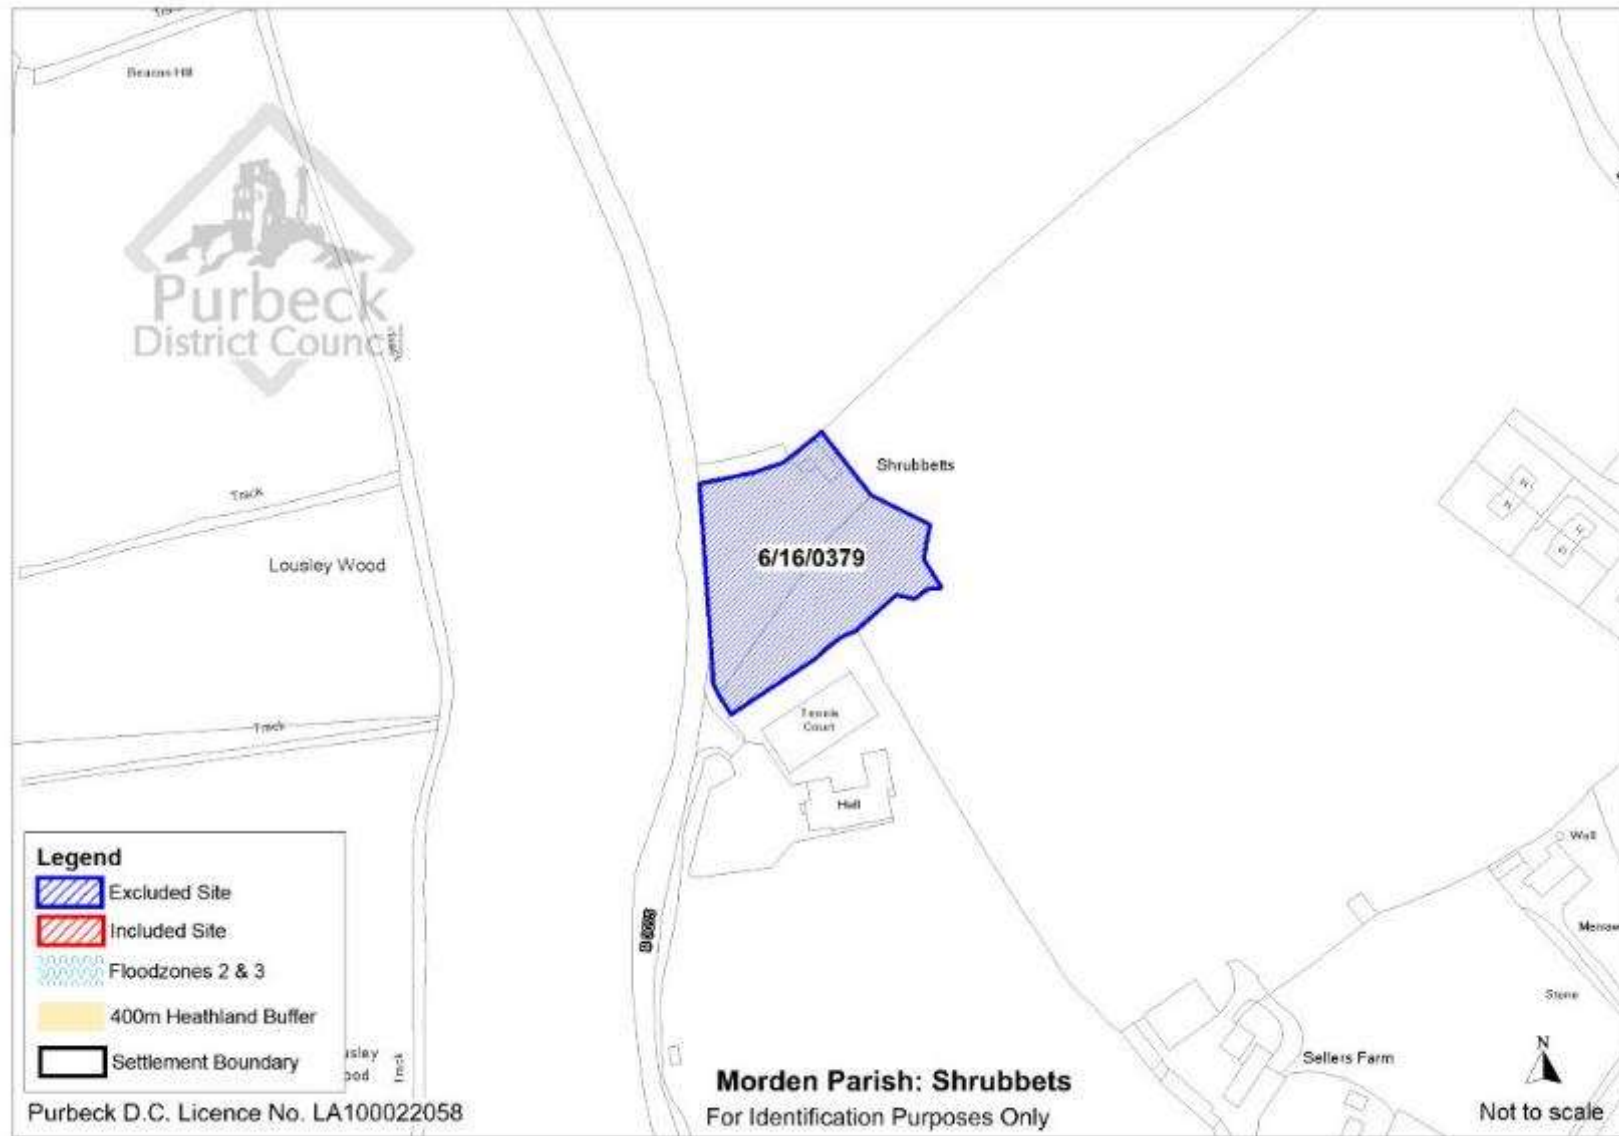 Beacon Hill
Purbeck
District Council
Shrubbetts
Track
6/16/0379
Lousley Wood
Tennis
Court
Track
Hall
Well
Legend
Excluded Site
Included Site
Floodzones 2 & 3
400m Heathland Buffer
Settlement Boundary
Track
Stone
Sellers Farm
N
Morden Parish: Shrubbets
For Identification Purposes Only
Purbeck D.C. Licence No. LA100022058
Not to scale